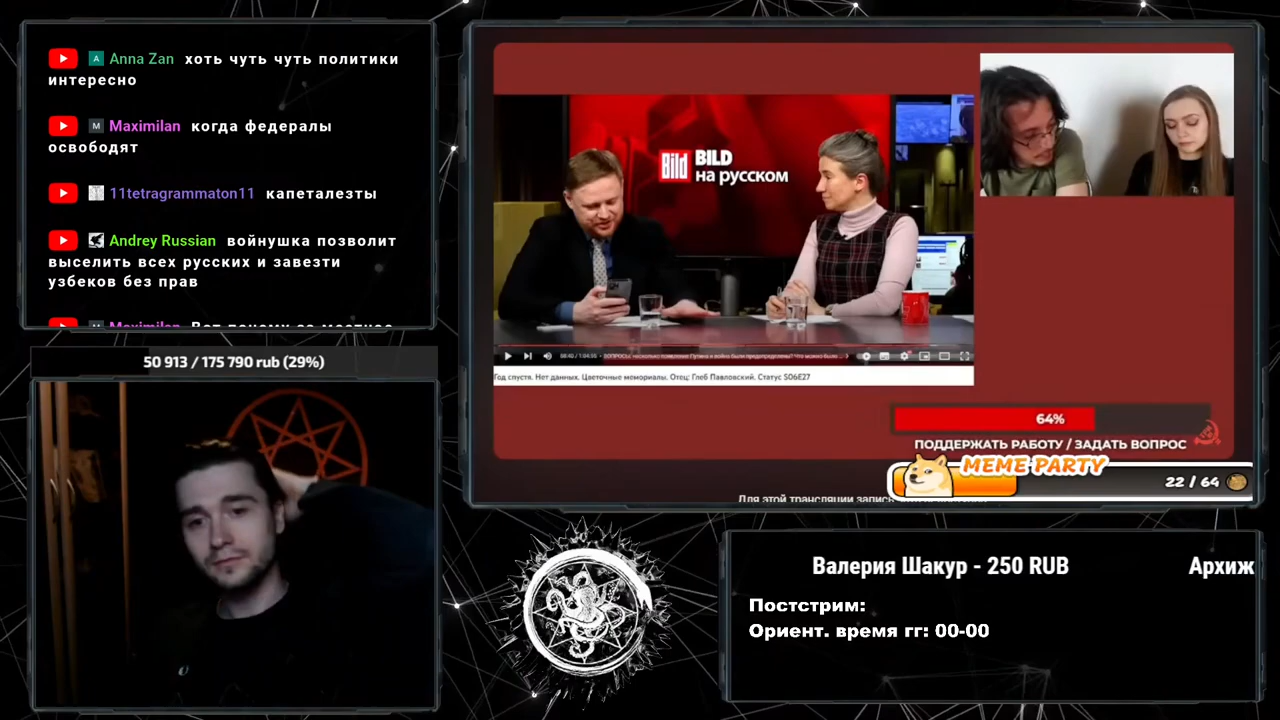 Anna Zan хоть чуть чуть политики
интересно
Maximilan когда федералы
освободят
11tetragrammaton11 капеталезты
Andrey Russian войнушка позволит
выселить всех русских и завезти
узбеков без прав
Maximilan Вот почему
50 913 / 175 790 rub (29%)
Bild BILD
на русском
Год спустя. Нет данных. Цветочные мемориалы. Отец: Глеб Павловский. Статус S06E27
64%
ПОДДЕРЖАТЬ РАБОТУ / ЗАДАТЬ ВОПРОС
MEME PARTY
22 / 64
Для этой трансляции
Валерия Шакур - 250 RUB Архиж
Постстрим:
Ориент. время гг: 00-00